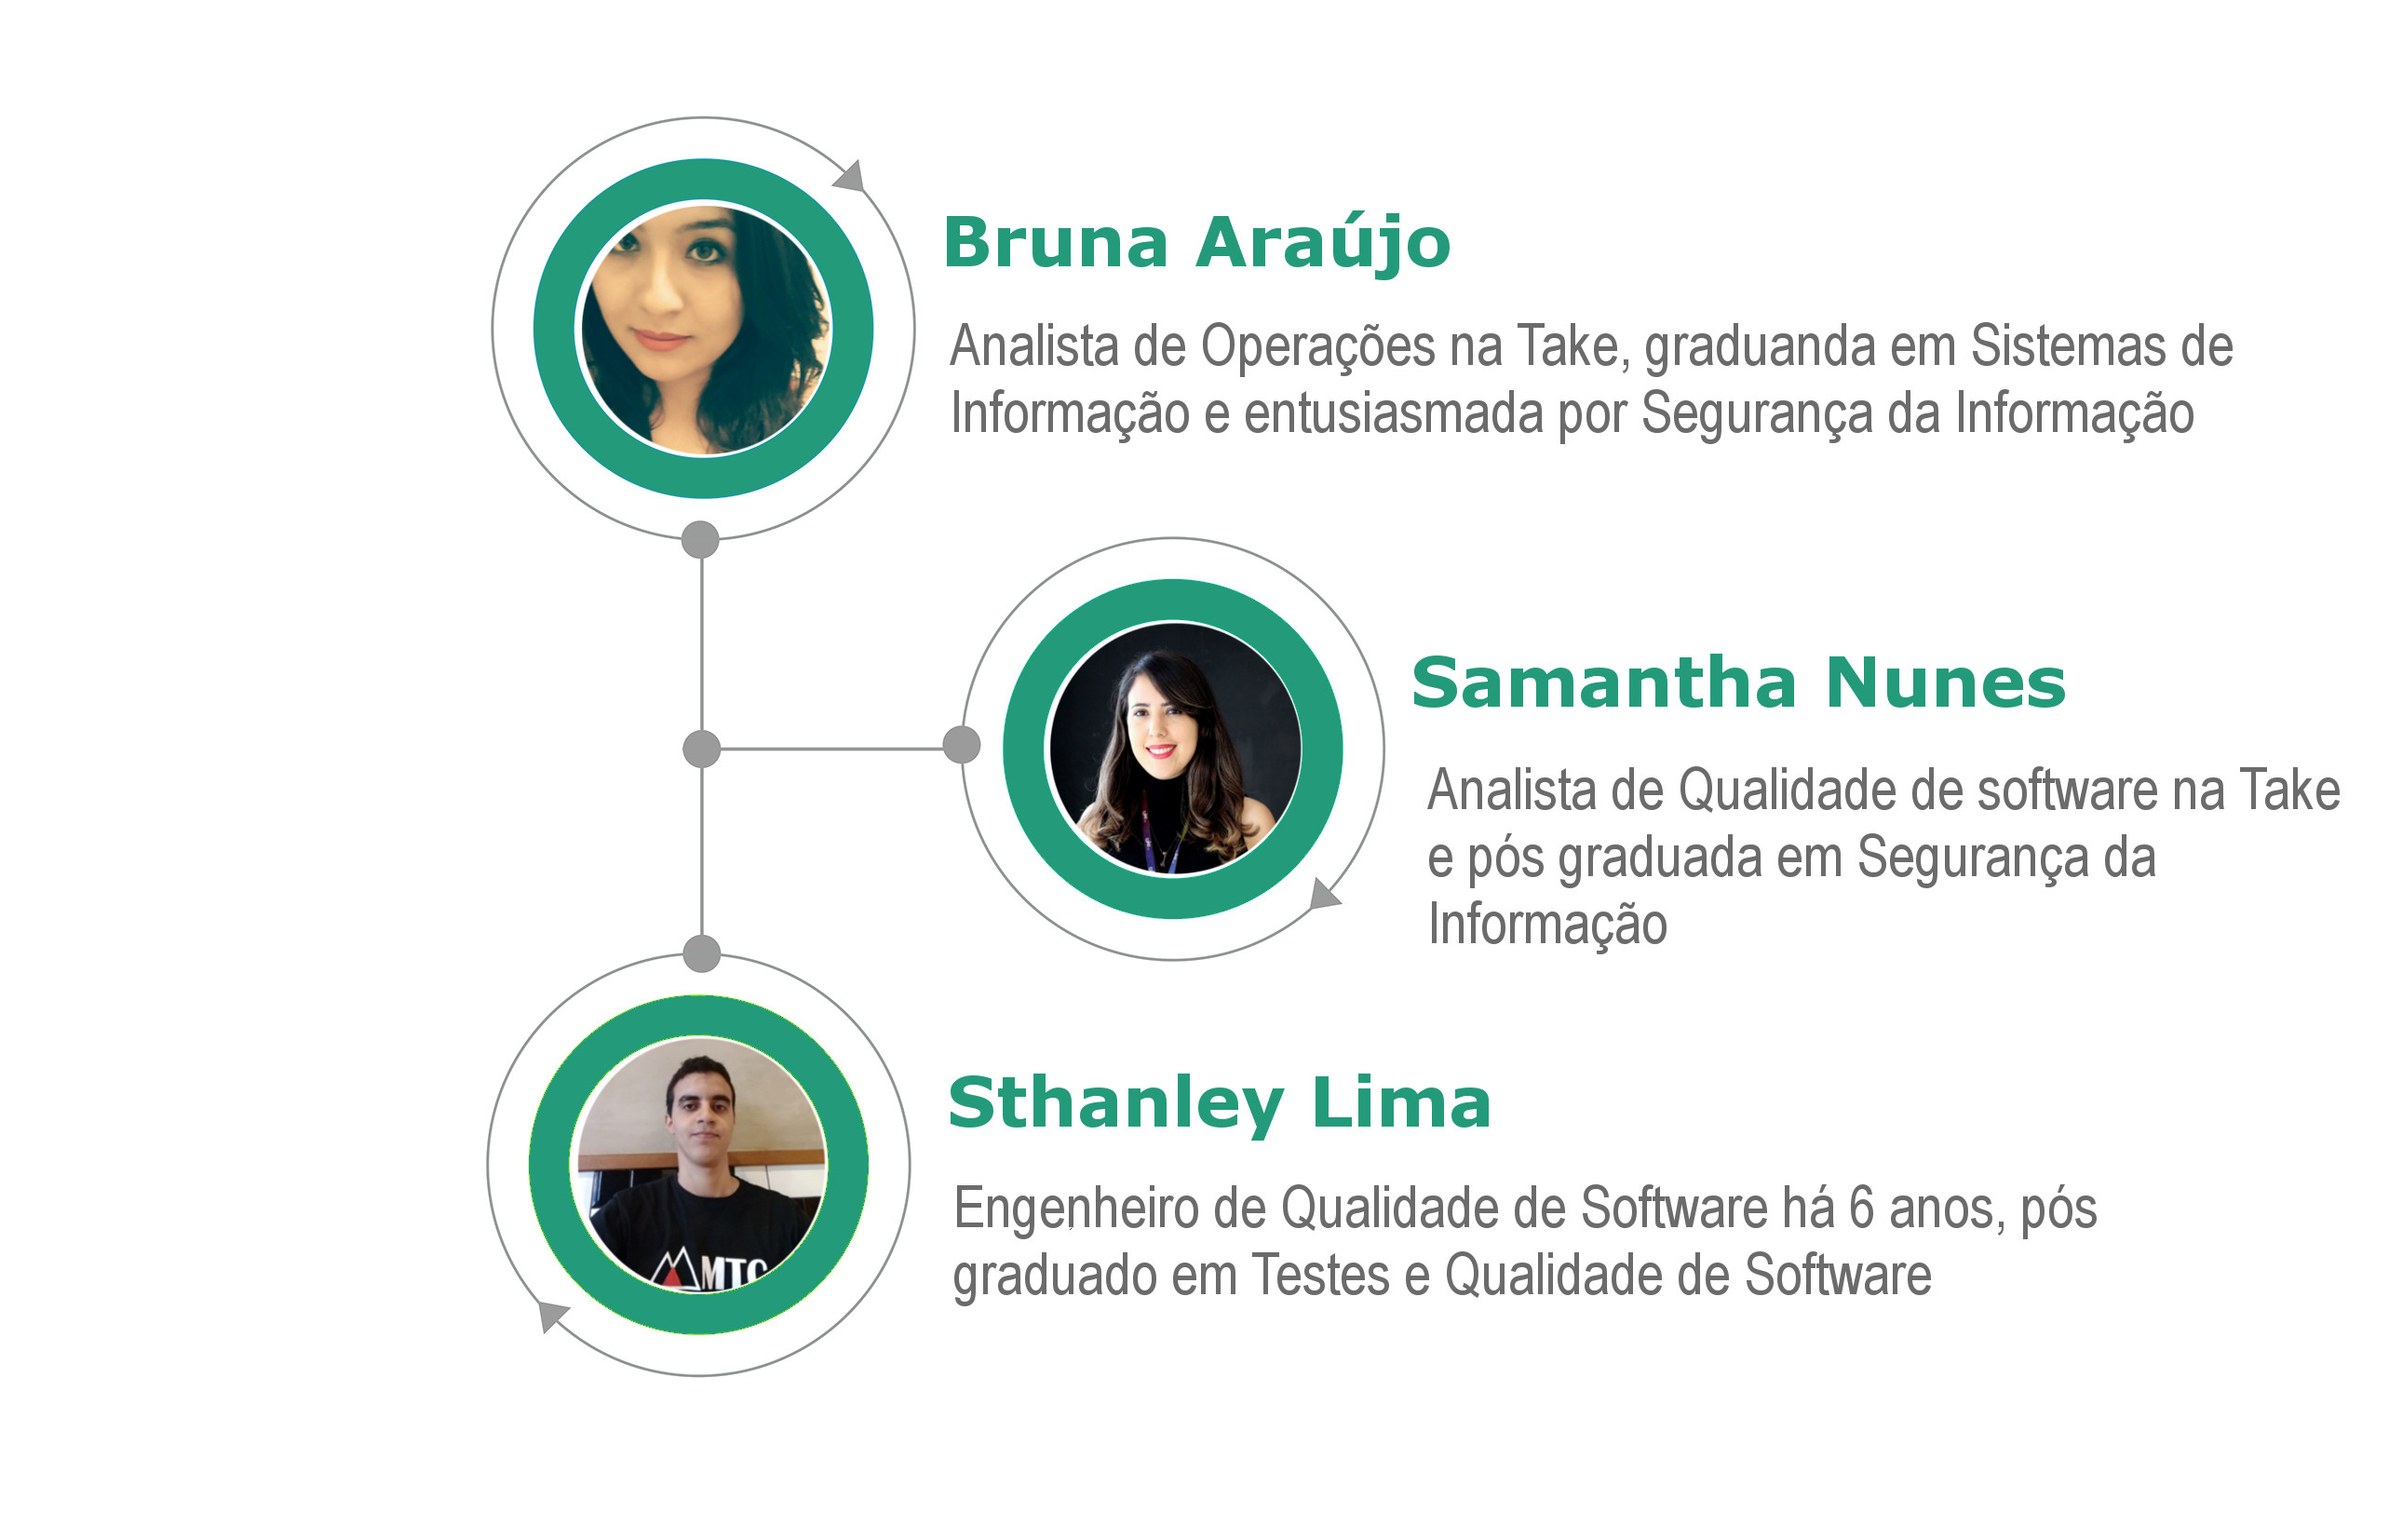 Bruna Araújo
Analista de Operações na Take, graduanda em Sistemas de
Informação e entusiasmada por Segurança da Informação
Samantha Nunes
Analista de Qualidade de software na Take
e pós graduada em Segurança da
Informação
Sthanley Lima
Engenheiro de Qualidade de Software há 6 anos, pós
graduado em Testes e Qualidade de Software
MTC